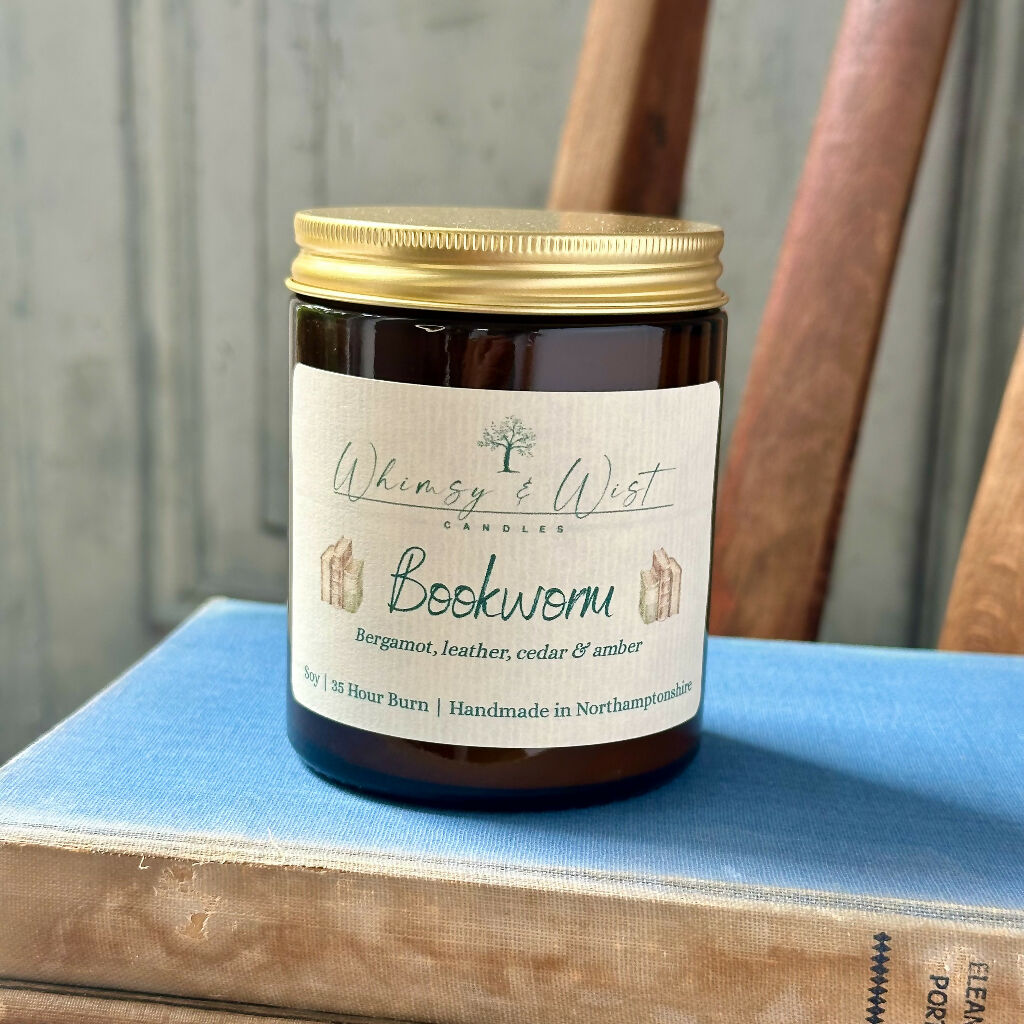 Whimsy & Wist
CANDLES
Bookworm
Bergamot, leather, cedar & amber
Soy | 35 Hour Burn | Handmade in Northamptonshire